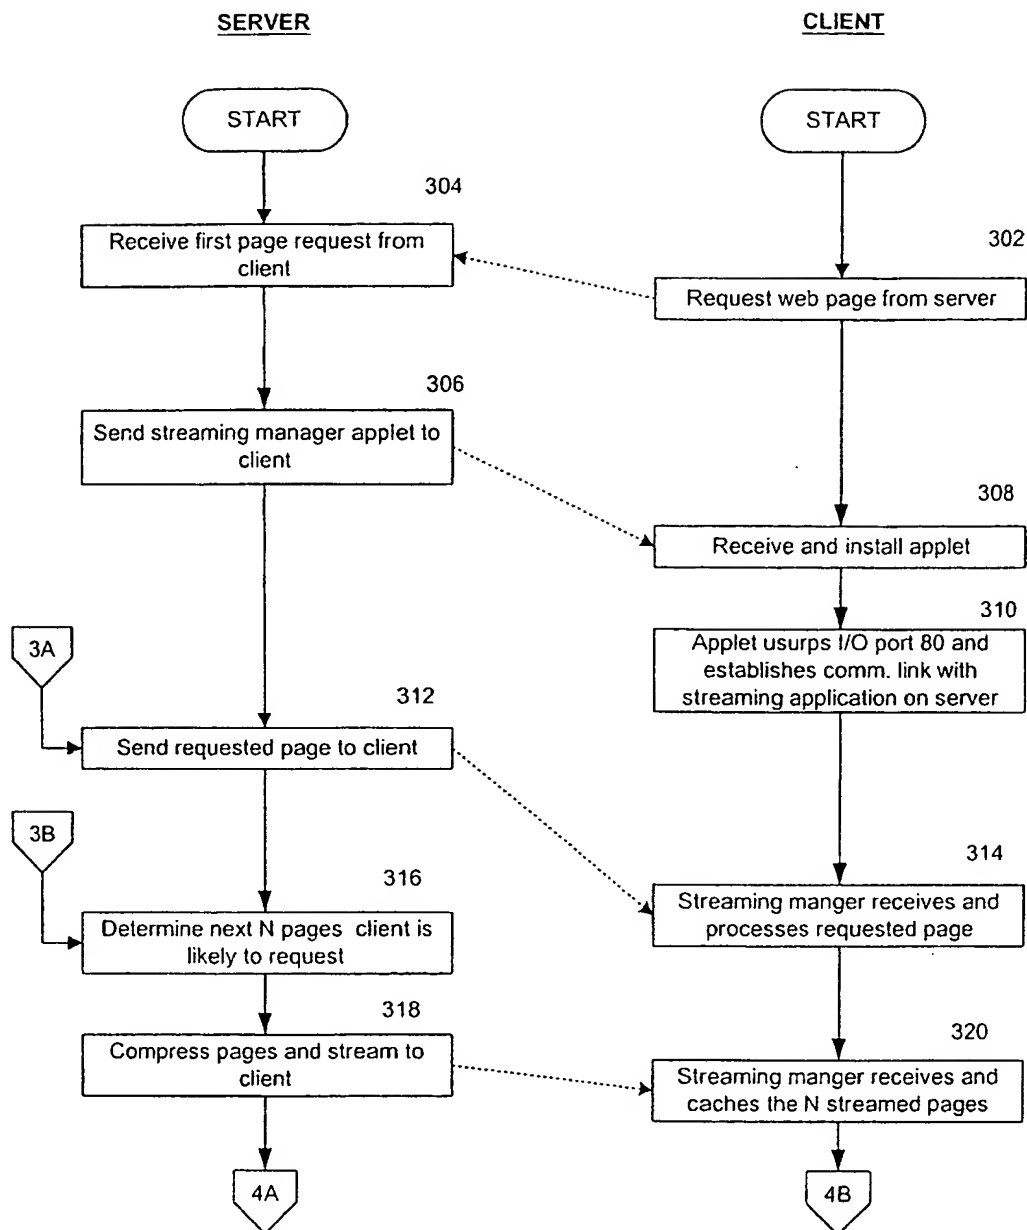 SERVER
CLIENT
START
START
304
Receive first page request from
client
302
Request web page from server
306
Send streaming manager applet to
client
308
Receive and install applet
310
Applet usurps I/O port 80 and
establishes comm. link with
streaming application on server
3A
312
Send requested page to client
3B
314
Streaming manger receives and
processes requested page
316
Determine next N pages client is
likely to request
318
Compress pages and stream to
client
320
Streaming manger receives and
caches the N streamed pages
4A
4B